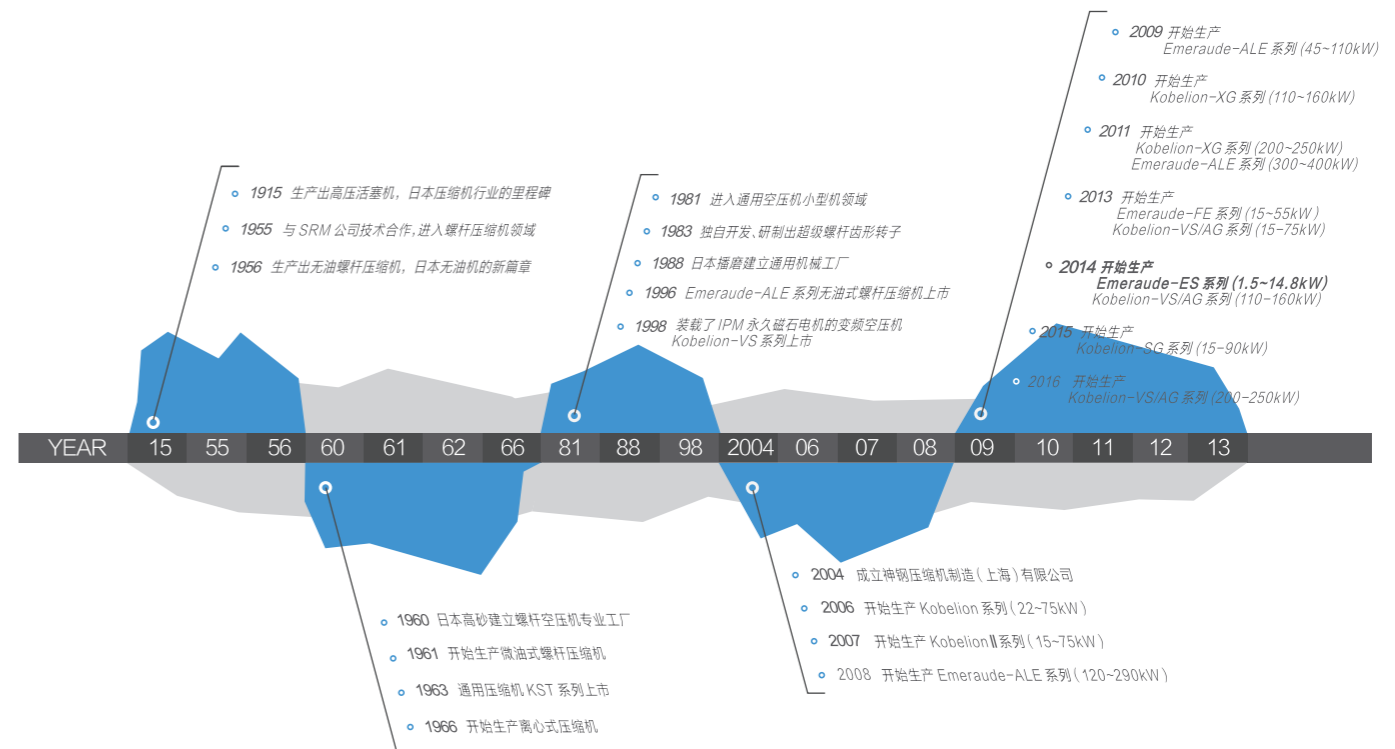 2009 开始生产
Emeraude-ALE 系列 (45~110kW)
2010 开始生产
Kobelion-XG 系列 (110~160kW)
2011 开始生产
Kobelion-XG 系列 (200~250kW)
Emeraude-ALE 系列 (300~400kW)
2013 开始生产
Emeraude-FE 系列 (15~55kW)
Kobelion-VS/AG 系列 (15-75kW)
2014 开始生产
Emeraude-ES 系列 (1.5~14.8kW)
Kobelion-VS/AG 系列 (110-160kW)
2015 开始生产
Kobelion-SG 系列 (15-90kW)
2016 开始生产
Kobelion-VS/AG 系列 (200-250kW)
1915 生产出高压活塞机，日本压缩机行业的里程碑
1955 与 SRM 公司技术合作,进入螺杆压缩机领域
1956 生产出无油螺杆压缩机，日本无油机的新篇章
1981 进入通用空压机小型机领域
1983 独自开发、研制出超级螺杆齿形转子
1988 日本播磨建立通用机械工厂
1996 Emeraude-ALE 系列无油式螺杆压缩机上市
1998 装载了 IPM 永久磁石电机的变频空压机
Kobelion-VS 系列上市
YEAR 15 55 56 60 61 62 66 81 88 98 2004 06 07 08 09 10 11 12 13
1960 日本高砂建立螺杆空压机专业工厂
1961 开始生产微油式螺杆压缩机
1963 通用压缩机 KST 系列上市
1966 开始生产离心式压缩机
2004 成立神钢压缩机制造(上海)有限公司
2006 开始生产 Kobelion 系列(22~75kW)
2007 开始生产 KobelionⅡ系列(15~75kW)
2008 开始生产 Emeraude-ALE 系列(120~290kW)